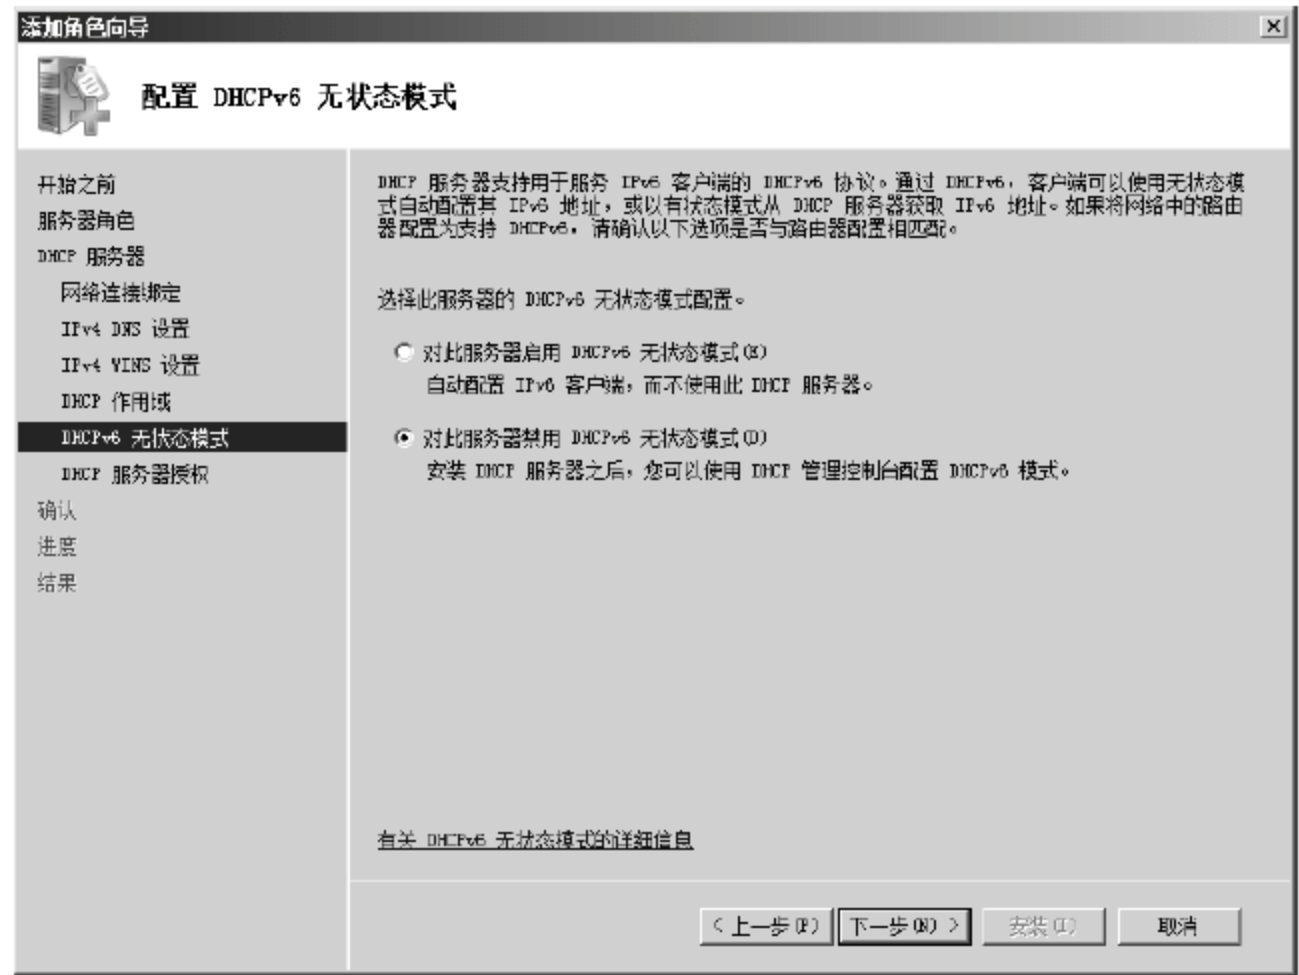 添加角色向导
配置 DHCPv6 无状态模式
开始之前
服务器角色
DHCP 服务器
网络连接绑定
IPv4 DNS 设置
IPv4 WINS 设置
DHCP 作用域
DHCPv6 无状态模式
DHCP 服务器授权
确认
进度
结果
DHCP 服务器支持用于服务 IPv6 客户端的 DHCPv6 协议。通过 DHCPv6，客户端可以使用无状态模
式自动配置其 IPv6 地址，或以有状态模式从 DHCP 服务器获取 IPv6 地址。如果将网络中的路由
器配置为支持 DHCPv6，请确认以下选项是否与路由器配置相匹配。
选择此服务器的 DHCPv6 无状态模式配置。
对此服务器启用 DHCPv6 无状态模式(E)
自动配置 IPv6 客户端，而不使用此 DHCP 服务器。
对此服务器禁用 DHCPv6 无状态模式(D)
安装 DHCP 服务器之后，您可以使用 DHCP 管理控制台配置 DHCPv6 模式。
有关 DHCPv6 无状态模式的详细信息
< 上一步(P) 下一步(N) > 安装(I) 取消